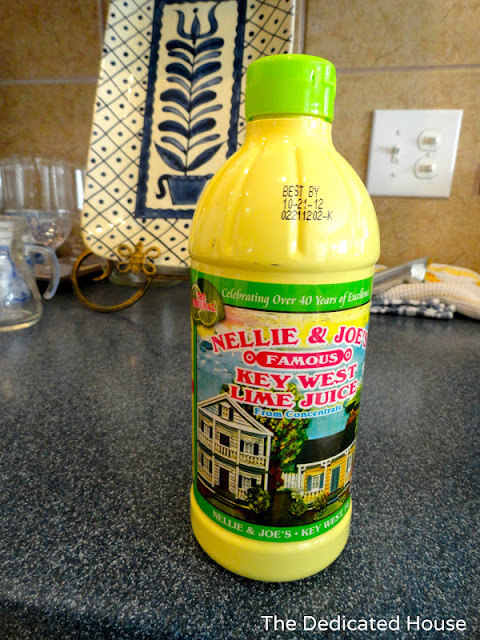 BEST BY
10-21-12
02211202-K
Celebrating Over 40 Years of Excellence
NELLIE & JOE'S
FAMOUS
KEY WEST
LIME JUICE
From Concentrate
NELLIE & JOE'S • KEY WEST
The Dedicated House